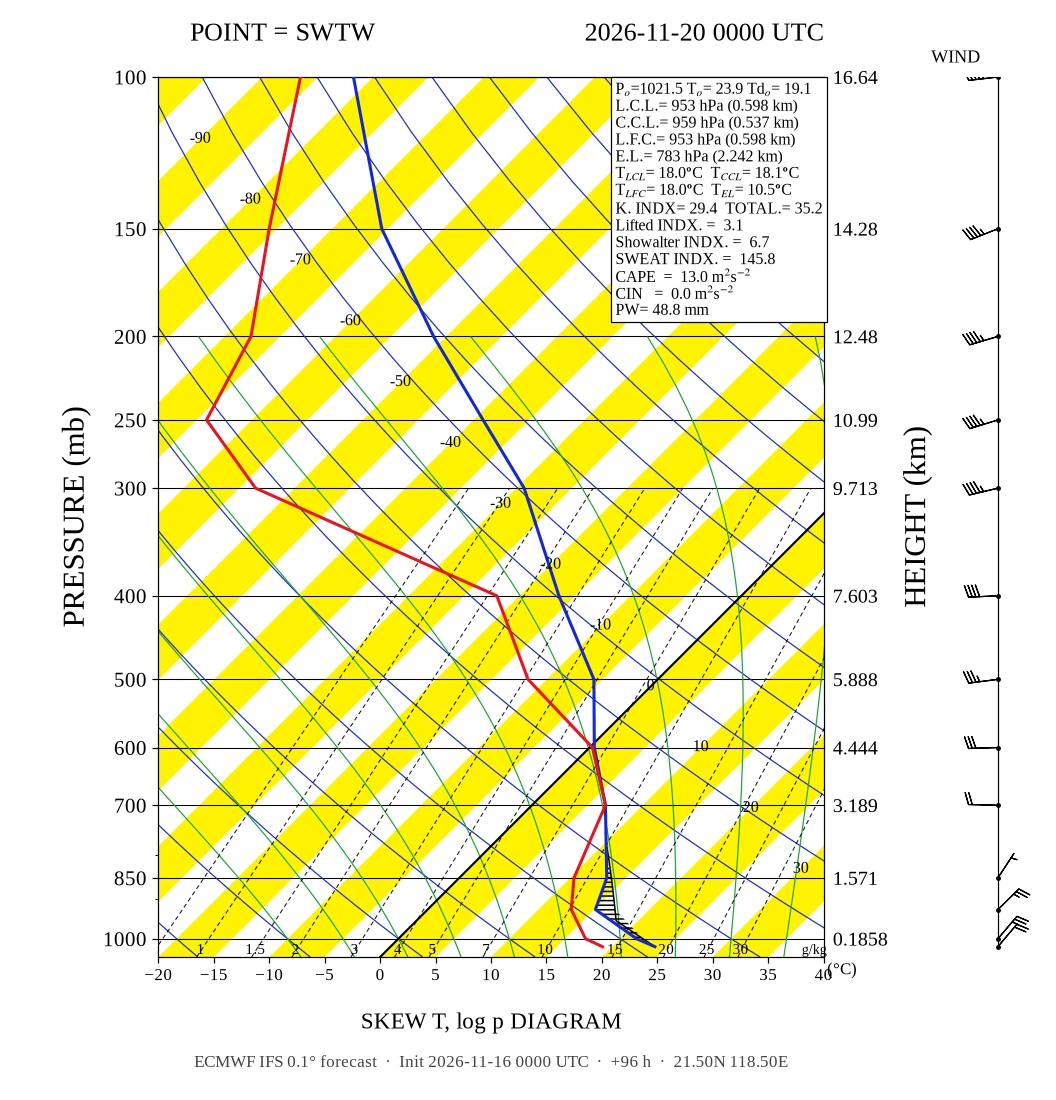 POINT = SWTW 2026-11-20 0000 UTC
WIND
100 16.64
Pₒ=1021.5 Tₒ= 23.9 Tdₒ= 19.1
L.C.L.= 953 hPa (0.598 km)
C.C.L.= 959 hPa (0.537 km)
L.F.C.= 953 hPa (0.598 km)
E.L.= 783 hPa (2.242 km)
T_LCL= 18.0°C T_CCL= 18.1°C
T_LFC= 18.0°C T_EL= 10.5°C
K. INDX= 29.4 TOTAL.= 35.2
Lifted INDX. = 3.1
Showalter INDX. = 6.7
SWEAT INDX. = 145.8
CAPE = 13.0 m²s⁻²
CIN = 0.0 m²s⁻²
PW= 48.8 mm
-90
-80
150 14.28
-70
-60
200 12.48
-50
250 10.99
-40
300 9.713
-30
-20
400 7.603
-10
500 5.888
0
600 4.444
10
700 3.189
20
850 1.571
30
1000 0.1858
1 1.5 2 3 4 5 7 10 15 20 25 30 g/kg
−20 −15 −10 −5 0 5 10 15 20 25 30 35 40 (°C)
PRESSURE (mb)
HEIGHT (km)
SKEW T, log p DIAGRAM
ECMWF IFS 0.1° forecast · Init 2026-11-16 0000 UTC · +96 h · 21.50N 118.50E